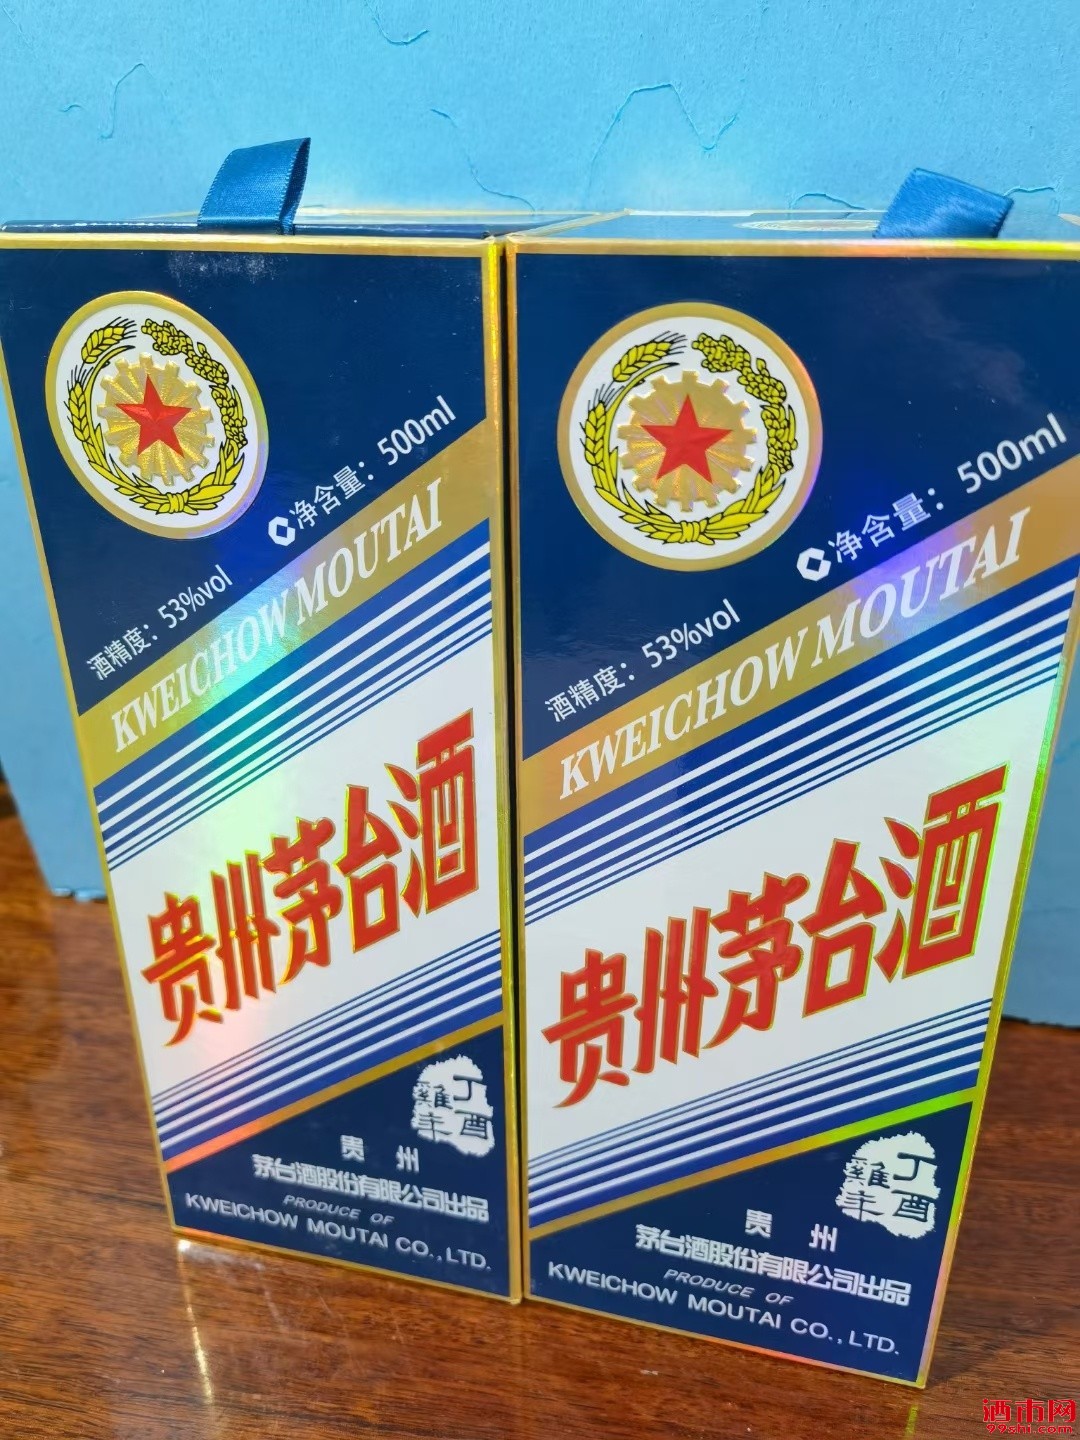 净含量：500ml
酒精度：53%vol
KWEICHOW MOUTAI
贵州茅台酒
丁酉
雞年
贵州
茅台酒股份有限公司出品
PRODUCE OF
KWEICHOW MOUTAI CO., LTD.
净含量：500ml
酒精度：53%vol
KWEICHOW MOUTAI
贵州茅台酒
丁酉
雞年
贵州
茅台酒股份有限公司出品
PRODUCE OF
KWEICHOW MOUTAI CO., LTD.
酒市网
99shi.com